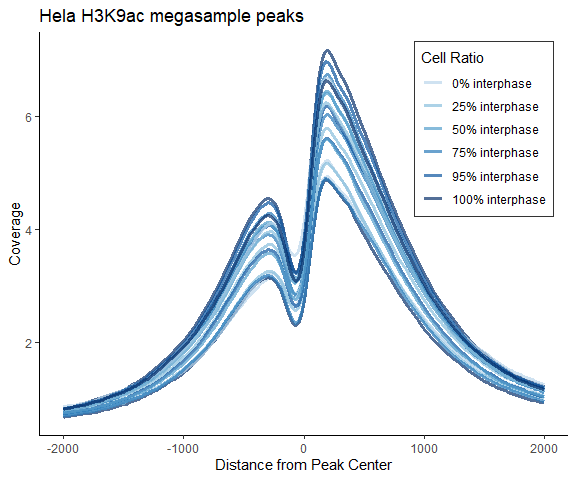 Hela H3K9ac megasample peaks
Cell Ratio
0% interphase
25% interphase
50% interphase
75% interphase
95% interphase
100% interphase
Coverage
6
4
2
-2000
-1000
0
1000
2000
Distance from Peak Center